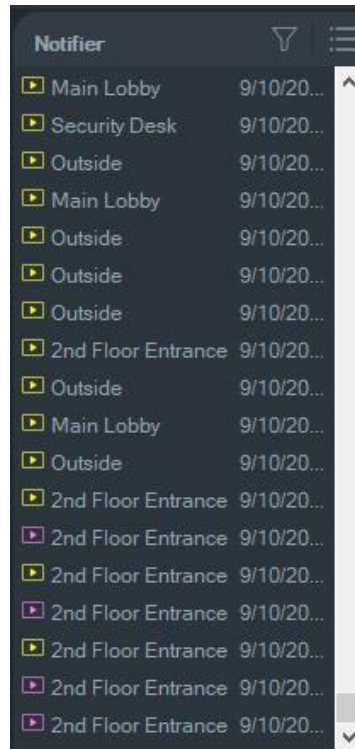 Notifier
Main Lobby 9/10/20...
Security Desk 9/10/20...
Outside 9/10/20...
Main Lobby 9/10/20...
Outside 9/10/20...
Outside 9/10/20...
Outside 9/10/20...
2nd Floor Entrance 9/10/20...
Outside 9/10/20...
Main Lobby 9/10/20...
Outside 9/10/20...
2nd Floor Entrance 9/10/20...
2nd Floor Entrance 9/10/20...
2nd Floor Entrance 9/10/20...
2nd Floor Entrance 9/10/20...
2nd Floor Entrance 9/10/20...
2nd Floor Entrance 9/10/20...
2nd Floor Entrance 9/10/20...